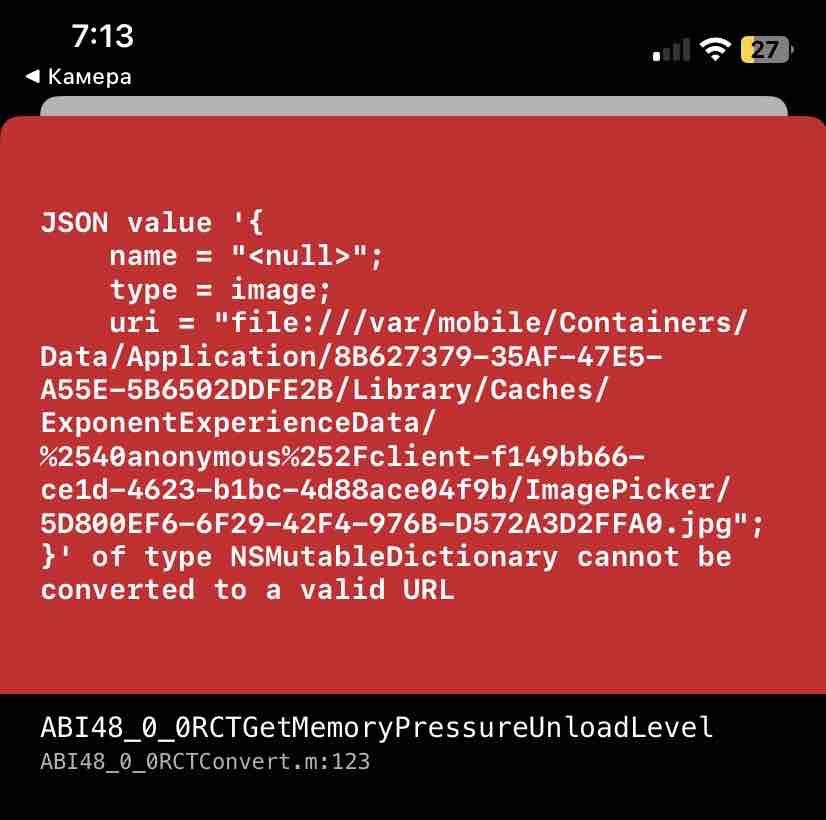 7:13
27
◀ Камера
JSON value '{
    name = "<null>";
    type = image;
    uri = "file:///var/mobile/Containers/
Data/Application/8B627379-35AF-47E5-
A55E-5B6502DDFE2B/Library/Caches/
ExponentExperienceData/
%2540anonymous%252Fclient-f149bb66-
ce1d-4623-b1bc-4d88ace04f9b/ImagePicker/
5D800EF6-6F29-42F4-976B-D572A3D2FFA0.jpg";
}' of type NSMutableDictionary cannot be
converted to a valid URL
ABI48_0_0RCTGetMemoryPressureUnloadLevel
ABI48_0_0RCTConvert.m:123